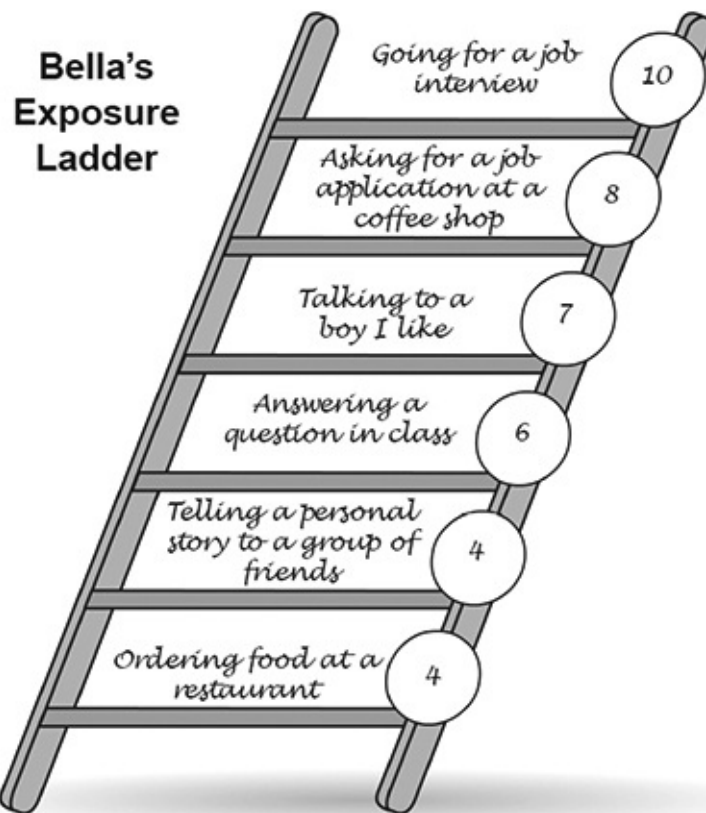 Bella's
Exposure
Ladder
Going for a job
interview
10
Asking for a job
application at a
coffee shop
8
Talking to a
boy I like
7
Answering a
question in class
6
Telling a personal
story to a group of
friends
4
Ordering food at a
restaurant
4